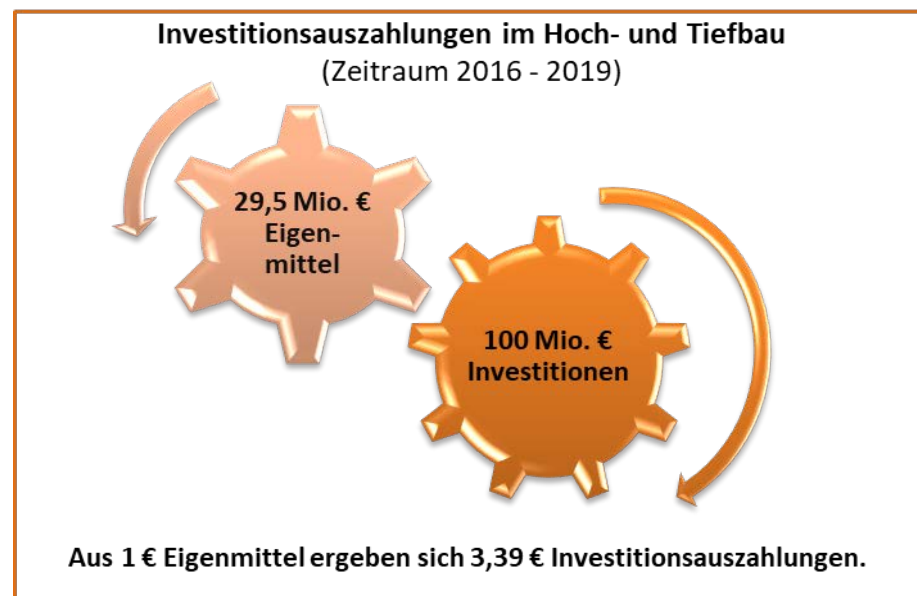 Investitionsauszahlungen im Hoch- und Tiefbau
(Zeitraum 2016 - 2019)
29,5 Mio. €
Eigen-
mittel
100 Mio. €
Investitionen
Aus 1 € Eigenmittel ergeben sich 3,39 € Investitionsauszahlungen.